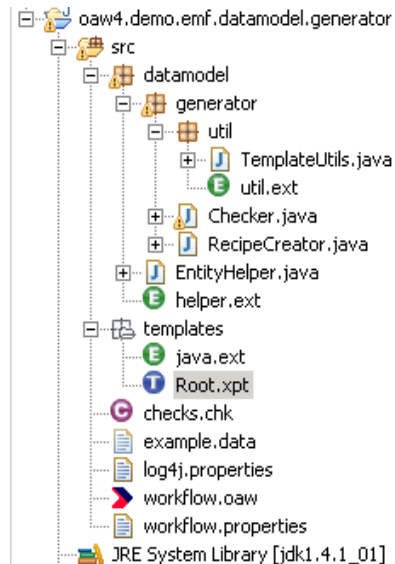 oaw4.demo.emf.datamodel.generator
src
datamodel
generator
util
TemplateUtils.java
util.ext
Checker.java
RecipeCreator.java
EntityHelper.java
helper.ext
templates
java.ext
Root.xpt
checks.chk
example.data
log4j.properties
workflow.oaw
workflow.properties
JRE System Library [jdk1.4.1_01]